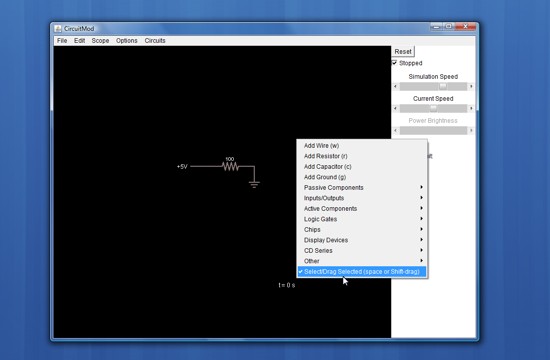 CircuitMod
File Edit Scope Options Circuits
Reset
Stopped
Simulation Speed
Current Speed
Power Brightness
+5V
100
t = 0 s
Add Wire (w)
Add Resistor (r)
Add Capacitor (c)
Add Ground (g)
Passive Components
Inputs/Outputs
Active Components
Logic Gates
Chips
Display Devices
CD Series
Other
Select/Drag Selected (space or Shift-drag)